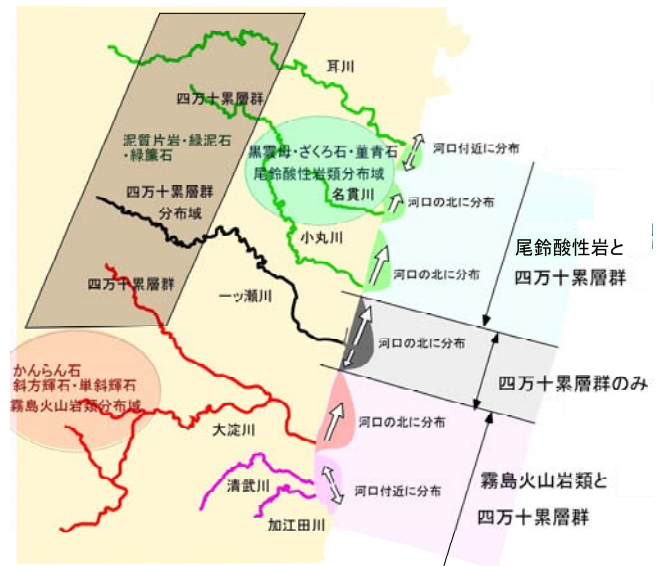 耳川
四万十累層群
泥質片岩・緑泥石
・緑簾石
黒雲母・ざくろ石・菫青石
尾鈴酸性岩類分布域
名貫川
河口付近に分布
四万十累層群
分布域
河口の北に分布
小丸川
尾鈴酸性岩と
四万十累層群
河口の北に分布
四万十累層群
一ッ瀬川
河口の北に分布
かんらん石
斜方輝石・単斜輝石
霧島火山岩類分布域
四万十累層群のみ
大淀川
河口の北に分布
清武川
河口付近に分布
霧島火山岩類と
四万十累層群
加江田川